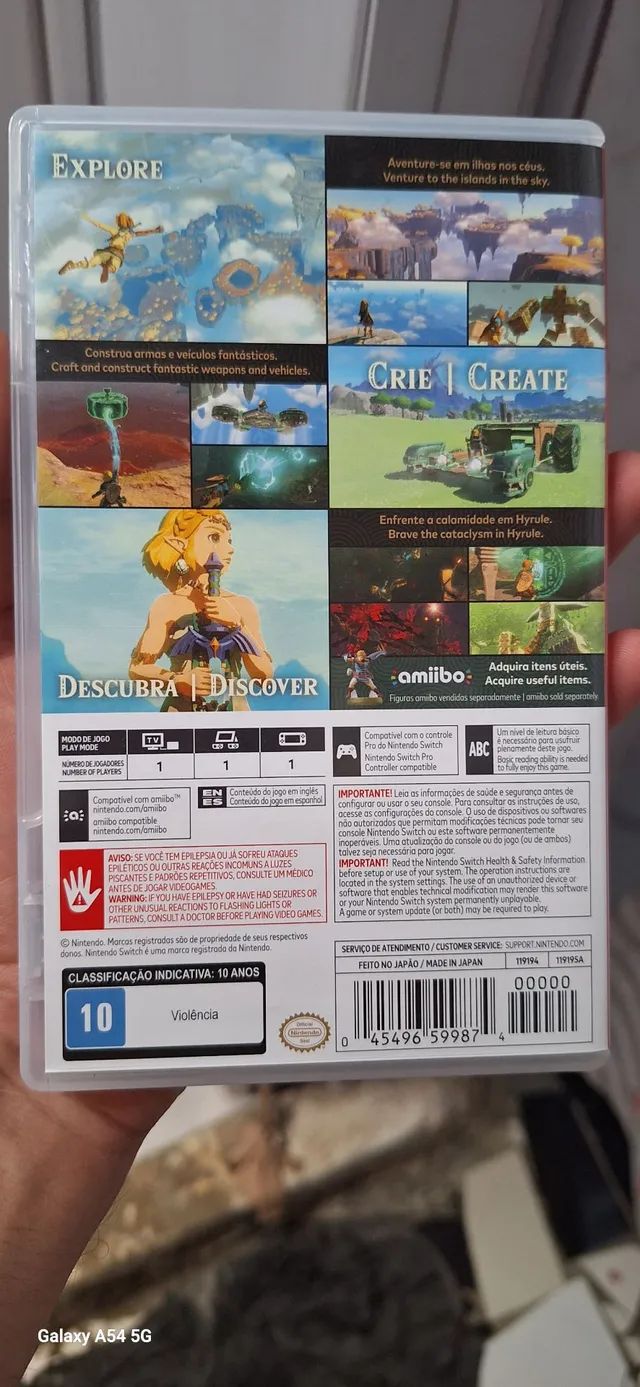 EXPLORE
Aventure-se em ilhas nos céus.
Venture to the islands in the sky.
Construa armas e veículos fantásticos.
Craft and construct fantastic weapons and vehicles.
CRIE | CREATE
Enfrente a calamidade em Hyrule.
Brave the cataclysm in Hyrule.
DESCUBRA | DISCOVER
amiibo
Adquira itens úteis.
Acquire useful items.
Figuras amiibo vendidas separadamente | amiibo sold separately.
MODO DE JOGO
PLAY MODE
TV
NÚMERO DE JOGADORES
NUMBER OF PLAYERS
1
1
1
Compatível com o controle
Pro do Nintendo Switch
Nintendo Switch Pro
Controller compatible
ABC
Um nível de leitura básico
é necessário para usufruir
plenamente deste jogo.
Basic reading ability is needed
to fully enjoy this game.
Compatível com amiibo™
nintendo.com/amiibo
amiibo compatible
nintendo.com/amiibo
EN
ES
Conteúdo do jogo em inglês
Conteúdo do jogo em espanhol
AVISO: SE VOCÊ TEM EPILEPSIA OU JÁ SOFREU ATAQUES
EPILÉTICOS OU OUTRAS REAÇÕES INCOMUNS A LUZES
PISCANTES E PADRÕES REPETITIVOS, CONSULTE UM MÉDICO
ANTES DE JOGAR VIDEOGAMES.
WARNING: IF YOU HAVE EPILEPSY OR HAVE HAD SEIZURES OR
OTHER UNUSUAL REACTIONS TO FLASHING LIGHTS OR
PATTERNS, CONSULT A DOCTOR BEFORE PLAYING VIDEO GAMES.
IMPORTANTE! Leia as informações de saúde e segurança antes de
configurar ou usar o seu console. Para consultar as instruções de uso,
acesse as configurações do console. O uso de dispositivos ou softwares
não autorizados que permitam modificações técnicas pode tornar seu
console Nintendo Switch ou este software permanentemente
inoperáveis. Uma atualização do console ou do jogo (ou de ambos)
talvez seja necessária para jogar.
IMPORTANT! Read the Nintendo Switch Health & Safety Information
before setup or use of your system. The operation instructions are
located in the system settings. The use of an unauthorized device or
software that enables technical modification may render this software
or your Nintendo Switch system permanently unplayable.
A game or system update (or both) may be required to play.
© Nintendo. Marcas registradas são de propriedade de seus respectivos
donos. Nintendo Switch é uma marca registrada da Nintendo.
CLASSIFICAÇÃO INDICATIVA: 10 ANOS
10
Violência
Official
Nintendo
Seal
SERVIÇO DE ATENDIMENTO / CUSTOMER SERVICE: SUPPORT.NINTENDO.COM
FEITO NO JAPÃO / MADE IN JAPAN
119194
119195A
00000
0 45496 59987 4
Galaxy A54 5G